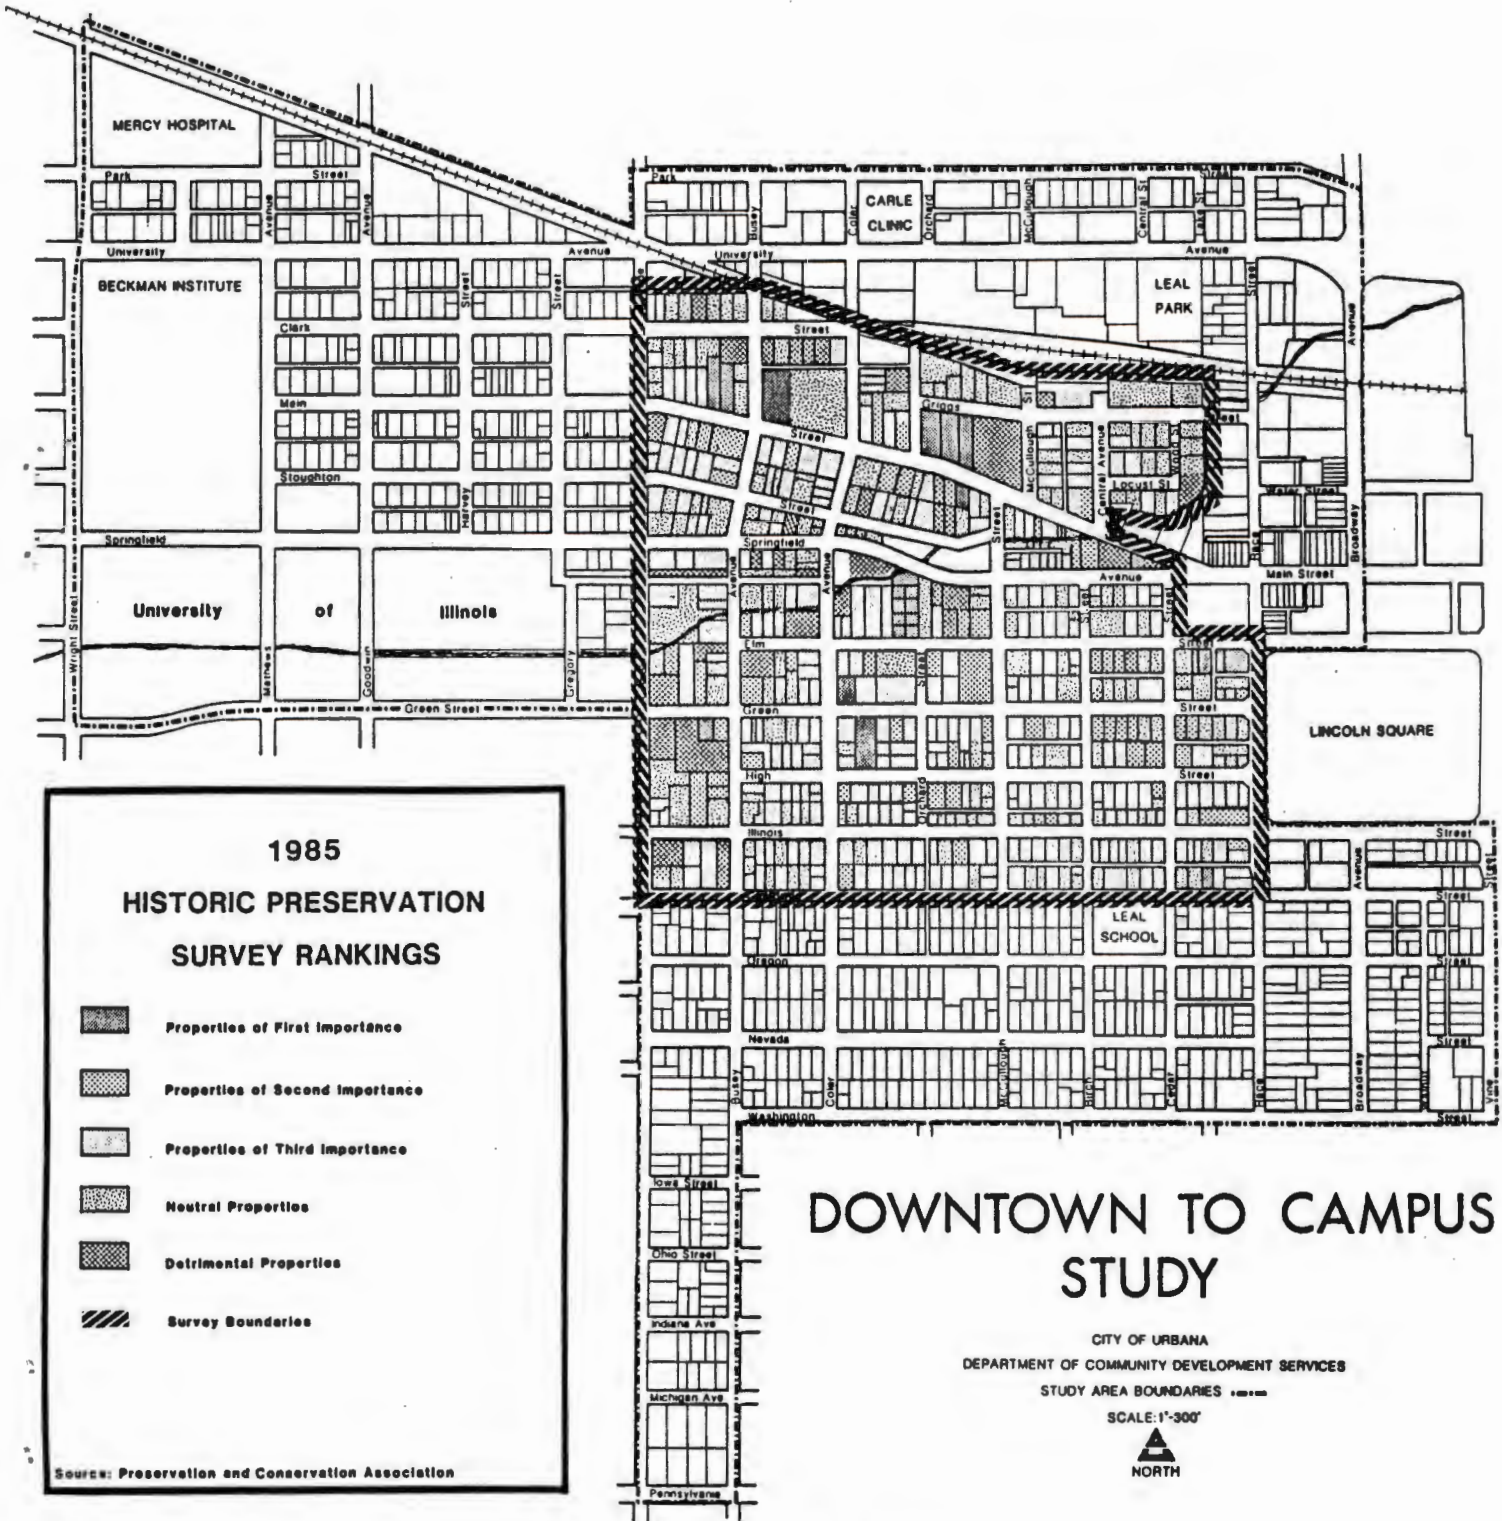 MERCY HOSPITAL
Park
Street
Avenue
Avenue
University
Avenue
BECKMAN INSTITUTE
Street
Street
Clark
Main
Stoughton
Harvey
Springfield
University of Illinois
Wright Street
Mathews
Goodwin
Gregory
Green Street
Park
Street
Busey
Coler
CARLE
CLINIC
Orchard
McCullough
Central St
Lake St
University
Avenue
LEAL
PARK
Street
Avenue
Street
Griggs
St
Street
McCullough
Central Avenue
Wood St
Locust St
Water Street
Street
Street
Springfield
Avenue
Avenue
Avenue
Race
Broadway
Main Street
Street
Street
Elm
Street
Street
Green
Street
LINCOLN SQUARE
High
Street
Orchard
Illinois
Street
Avenue
Street
Street
LEAL
SCHOOL
Oregon
Street
Nevada
Street
Busey
Coler
McCullough
Birch
Cedar
Race
Broadway
Walnut
Vine
Washington
Street
Iowa Street
Ohio Street
Indiana Ave
Michigan Ave
Pennsylvania
1985
HISTORIC PRESERVATION
SURVEY RANKINGS
Properties of First Importance
Properties of Second Importance
Properties of Third Importance
Neutral Properties
Detrimental Properties
Survey Boundaries
Source: Preservation and Conservation Association
DOWNTOWN TO CAMPUS
STUDY
CITY OF URBANA
DEPARTMENT OF COMMUNITY DEVELOPMENT SERVICES
STUDY AREA BOUNDARIES
SCALE: 1"-300'
NORTH